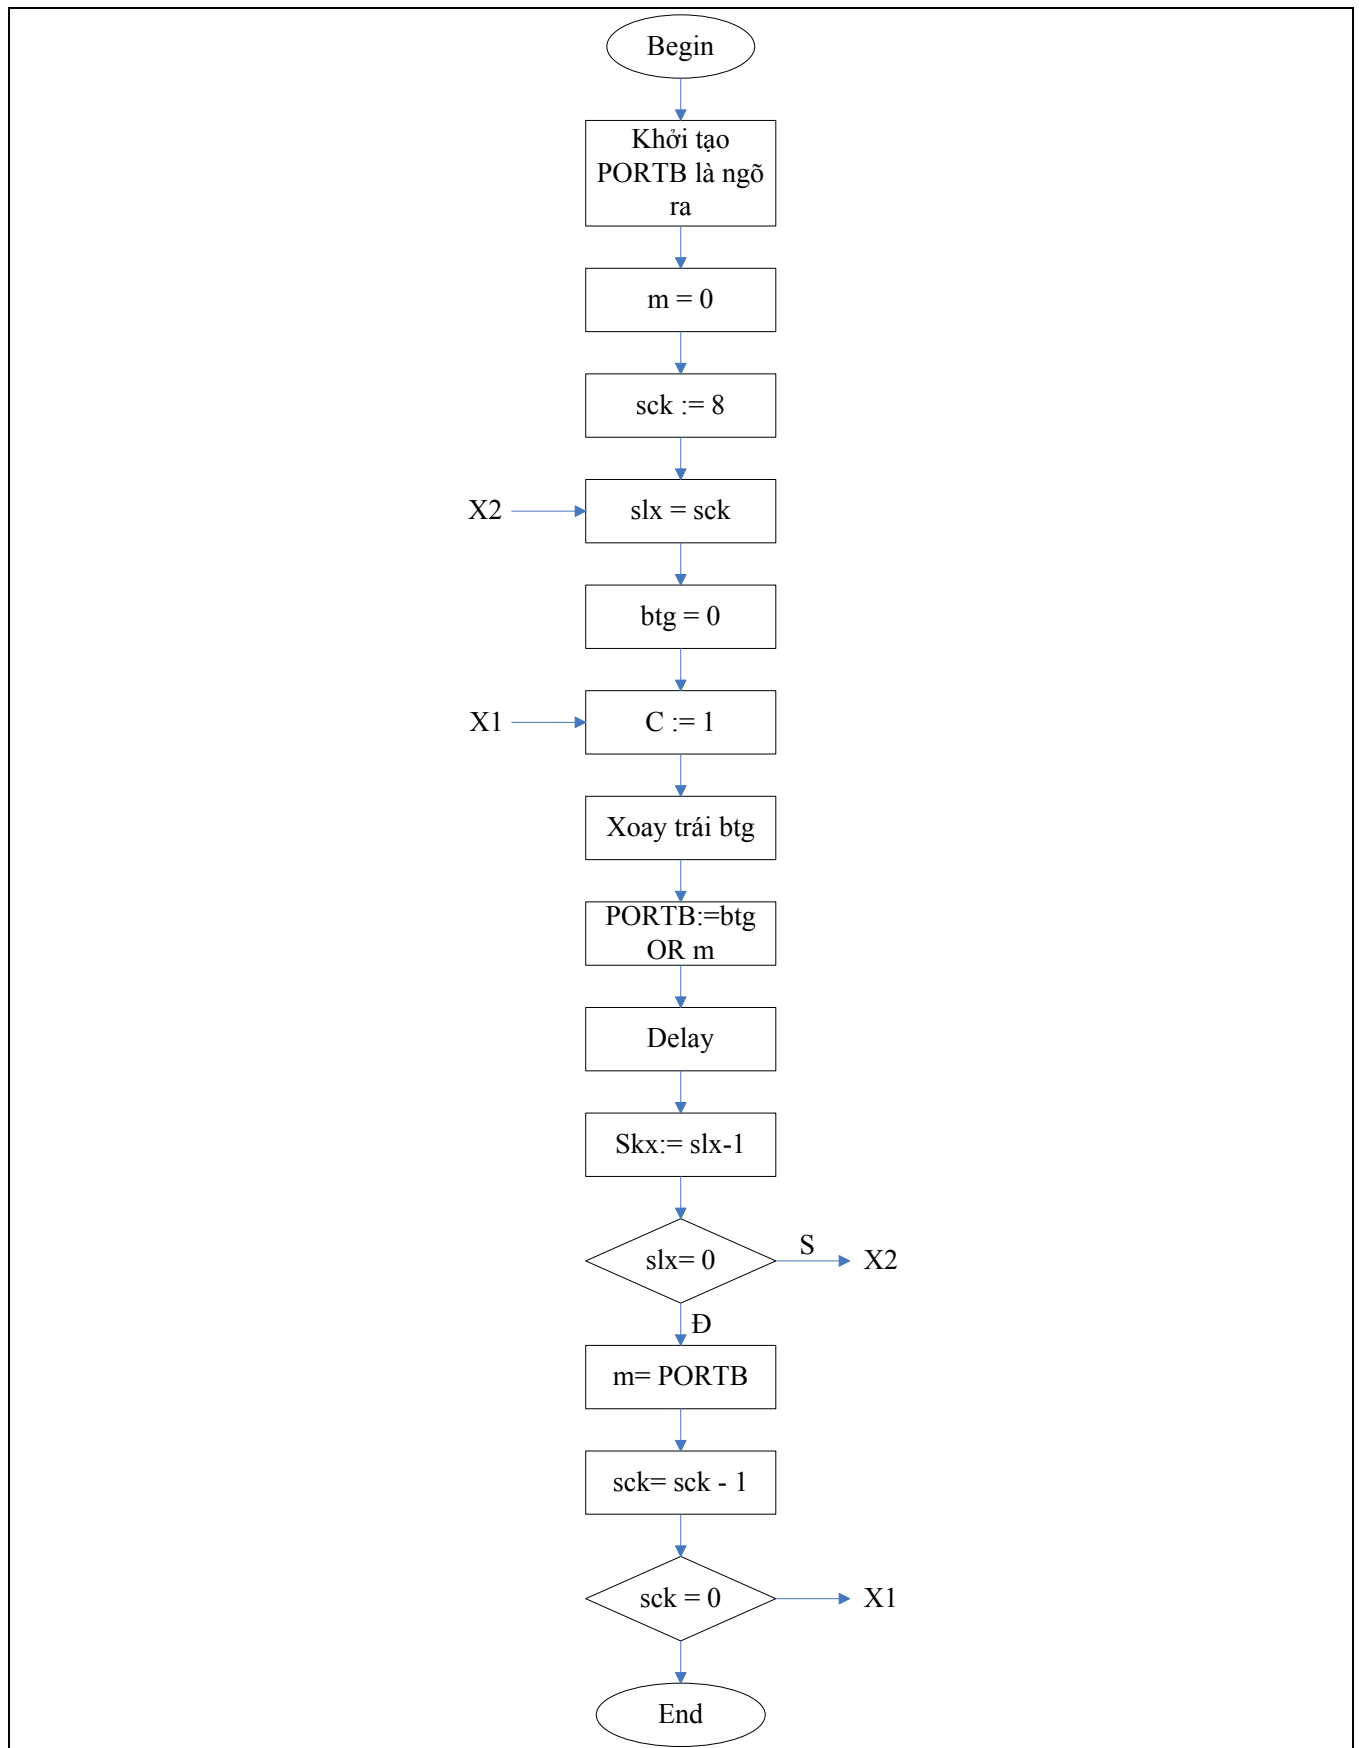 Begin
Khởi tạo
PORTB là ngõ
ra
m = 0
sck := 8
X2
slx = sck
btg = 0
X1
C := 1
Xoay trái btg
PORTB:=btg
OR m
Delay
Skx:= slx-1
slx= 0
S
X2
Đ
m= PORTB
sck= sck - 1
sck = 0
X1
End